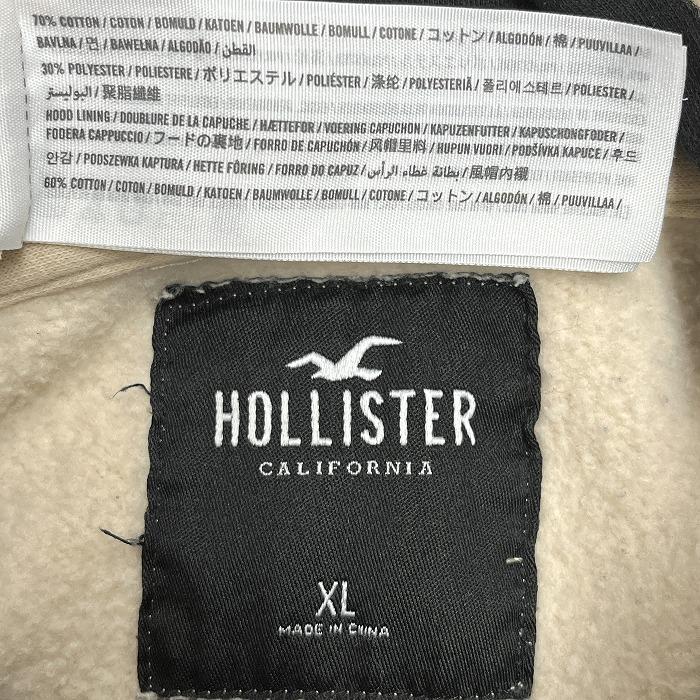 70% COTTON / COTON / BOMULD / KATOEN / BAUMWOLLE / BOMULL / COTONE / コットン / ALGODÓN / 棉 / PUUVILLAA /
BAVLNA / 면 / BAWEŁNA / ALGODÃO / القطن
30% POLYESTER / POLIESTERE / ポリエステル / POLIÉSTER / 涤纶 / POLYESTERIÄ / 폴리에스테르 / POLIESTER /
البوليستر / 聚脂纖維
HOOD LINING / DOUBLURE DE LA CAPUCHE / HÆTTEFOR / VOERING CAPUCHON / KAPUZENFUTTER / KAPUSCHONGFODER /
FODERA CAPPUCCIO / フードの裏地 / FORRO DE CAPUCHÓN / 风帽里料 / HUPUN VUORI / PODŠÍVKA KAPUCE / 후드
안감 / PODSZEWKA KAPTURA / HETTE FÔRING / FORRO DO CAPUZ / بطانة غطاء الرأس / 風帽內襯
60% COTTON / COTON / BOMULD / KATOEN / BAUMWOLLE / BOMULL / COTONE / コットン / ALGODÓN / 棉 / PUUVILLAA /
HOLLISTER
CALIFORNIA
XL
MADE IN CHINA